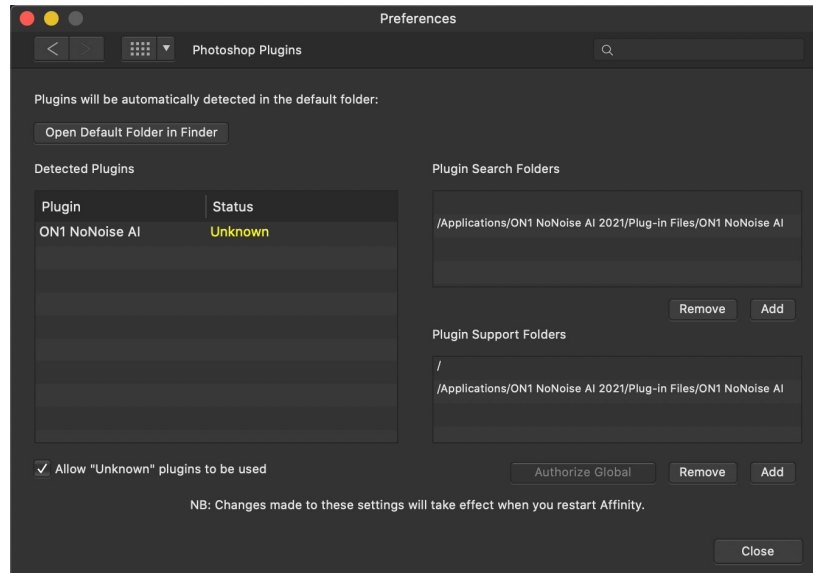 Preferences
Photoshop Plugins
Plugins will be automatically detected in the default folder:
Open Default Folder in Finder
Detected Plugins
Plugin Status
ON1 NoNoise AI Unknown
Plugin Search Folders
/Applications/ON1 NoNoise AI 2021/Plug-in Files/ON1 NoNoise AI
Remove Add
Plugin Support Folders
/
/Applications/ON1 NoNoise AI 2021/Plug-in Files/ON1 NoNoise AI
Allow "Unknown" plugins to be used
Authorize Global Remove Add
NB: Changes made to these settings will take effect when you restart Affinity.
Close